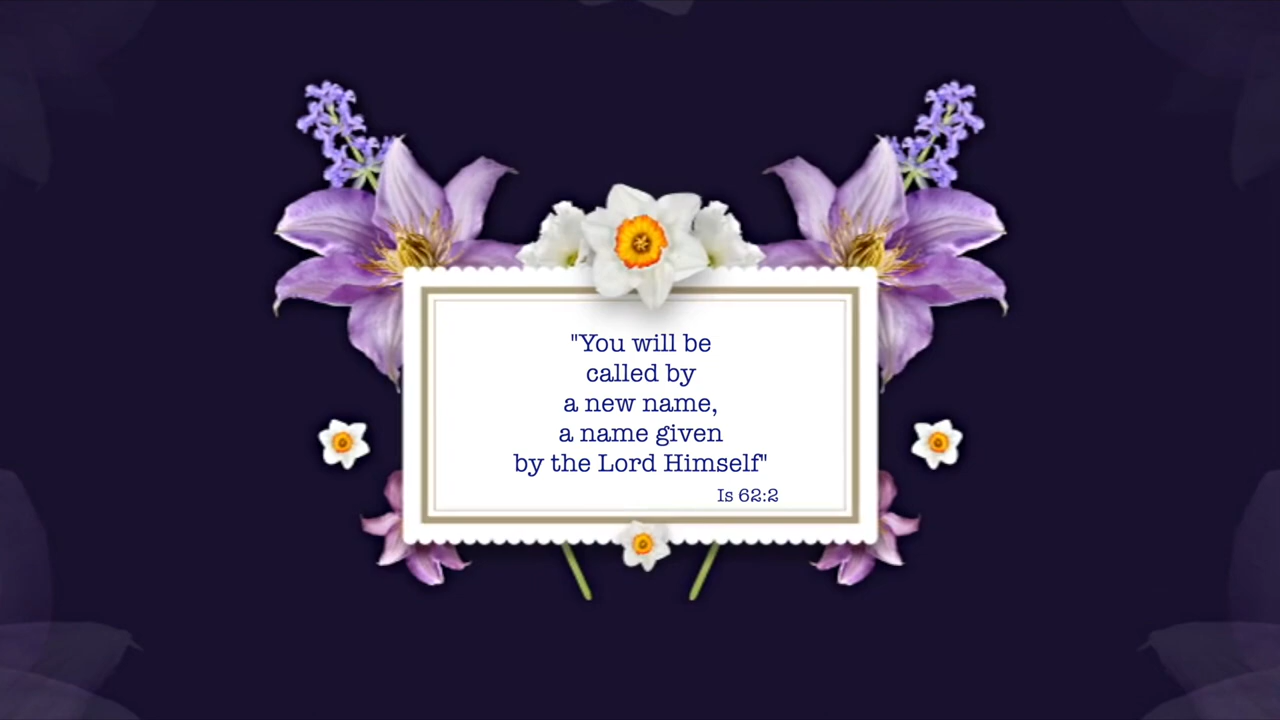 "You will be
called by
a new name,
a name given
by the Lord Himself"
Is 62:2